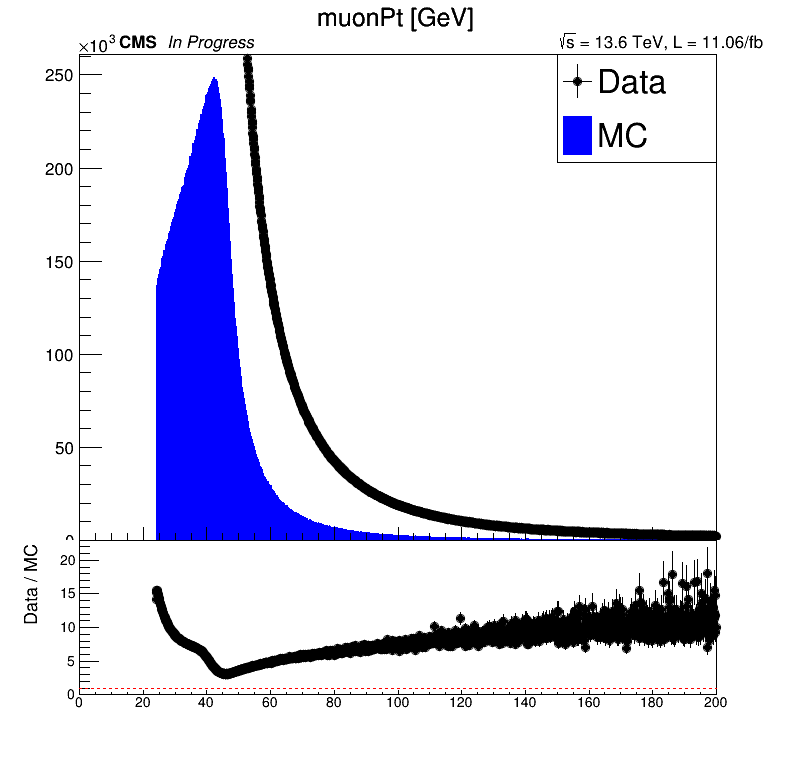 muonPt [GeV]
×10³ CMS In Progress √s = 13.6 TeV, L = 11.06/fb
250
200
150
100
50
0
Data
MC
Data / MC
20
15
10
5
0
0 20 40 60 80 100 120 140 160 180 200